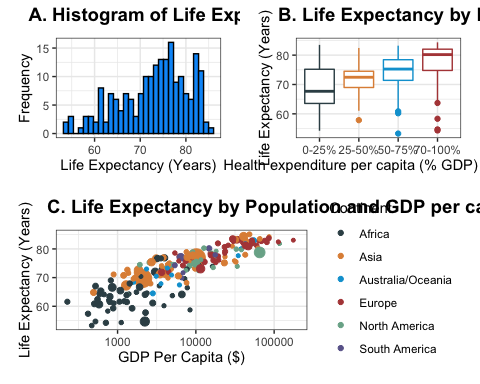 A. Histogram of Life Exp
B. Life Expectancy by
Frequency
15
10
5
0
60
70
80
Life Expectancy (Years)
Life Expectancy (Years)
80
70
60
0-25%
25-50%
50-75%
70-100%
Health expenditure per capita (% GDP)
C. Life Expectancy by Population and GDP per ca
Life Expectancy (Years)
80
70
60
1000
10000
100000
GDP Per Capita ($)
Continent
Africa
Asia
Australia/Oceania
Europe
North America
South America